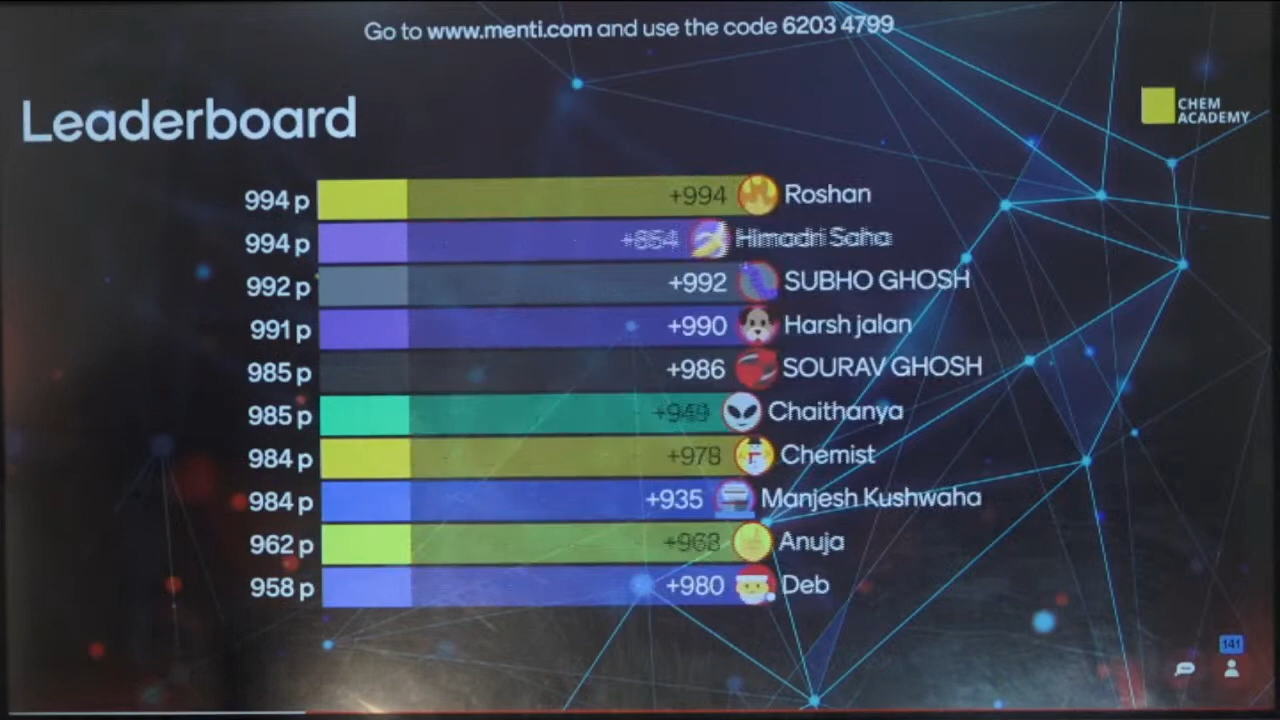 Go to www.menti.com and use the code 6203 4799
Leaderboard
CHEM
ACADEMY
994 p +994 Roshan
994 p +854 Himadri Saha
992 p +992 SUBHO GHOSH
991 p +990 Harsh jalan
985 p +986 SOURAV GHOSH
985 p +949 Chaithanya
984 p +978 Chemist
984 p +935 Manjesh Kushwaha
962 p Anuja
958 p +980 Deb
141